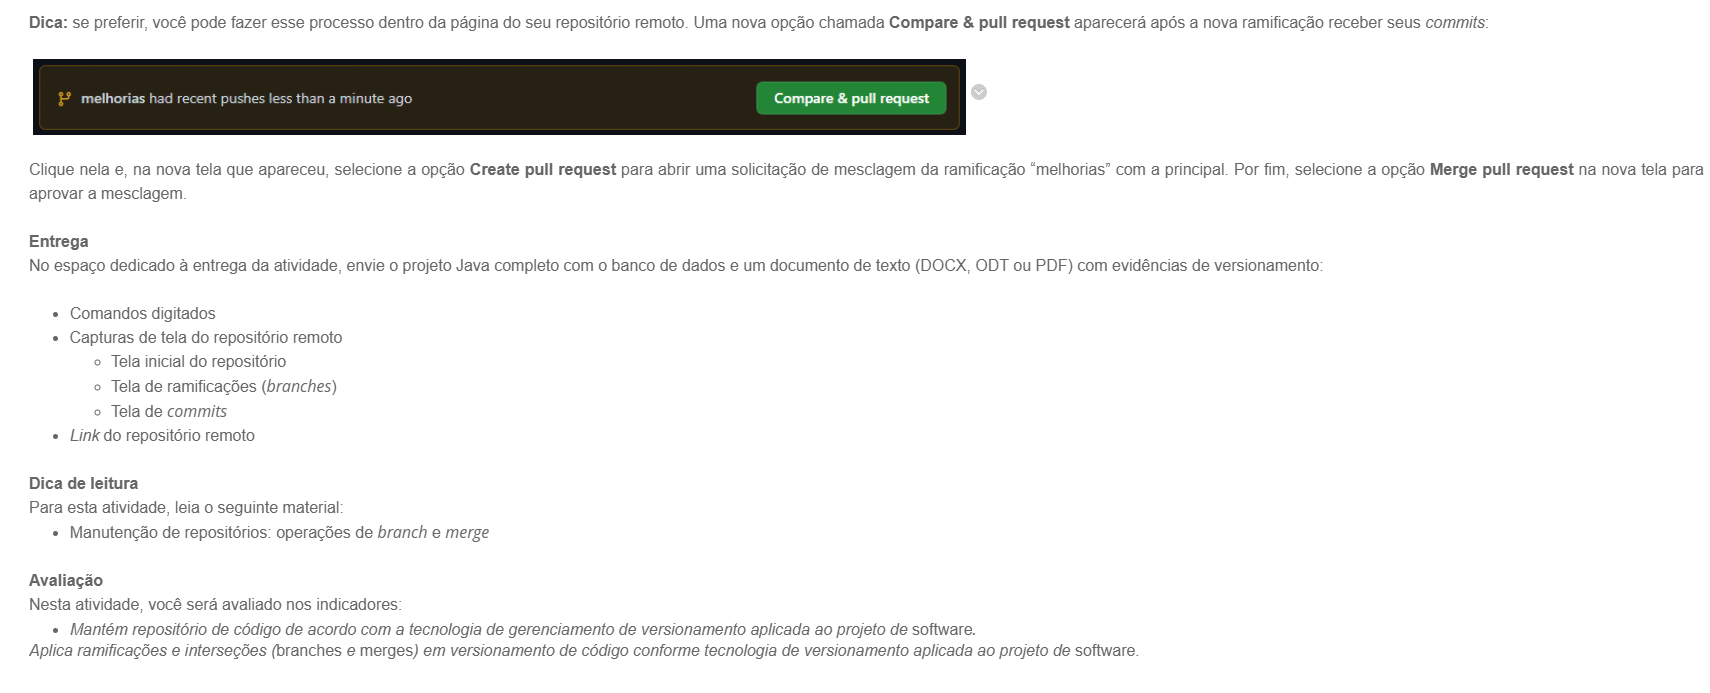 Dica: se preferir, você pode fazer esse processo dentro da página do seu repositório remoto. Uma nova opção chamada Compare & pull request aparecerá após a nova ramificação receber seus commits:
melhorias had recent pushes less than a minute ago
Compare & pull request
Clique nela e, na nova tela que apareceu, selecione a opção Create pull request para abrir uma solicitação de mesclagem da ramificação “melhorias” com a principal. Por fim, selecione a opção Merge pull request na nova tela para
aprovar a mesclagem.
Entrega
No espaço dedicado à entrega da atividade, envie o projeto Java completo com o banco de dados e um documento de texto (DOCX, ODT ou PDF) com evidências de versionamento:
• Comandos digitados
• Capturas de tela do repositório remoto
○ Tela inicial do repositório
○ Tela de ramificações (branches)
○ Tela de commits
• Link do repositório remoto
Dica de leitura
Para esta atividade, leia o seguinte material:
• Manutenção de repositórios: operações de branch e merge
Avaliação
Nesta atividade, você será avaliado nos indicadores:
• Mantém repositório de código de acordo com a tecnologia de gerenciamento de versionamento aplicada ao projeto de software.
Aplica ramificações e interseções (branches e merges) em versionamento de código conforme tecnologia de versionamento aplicada ao projeto de software.